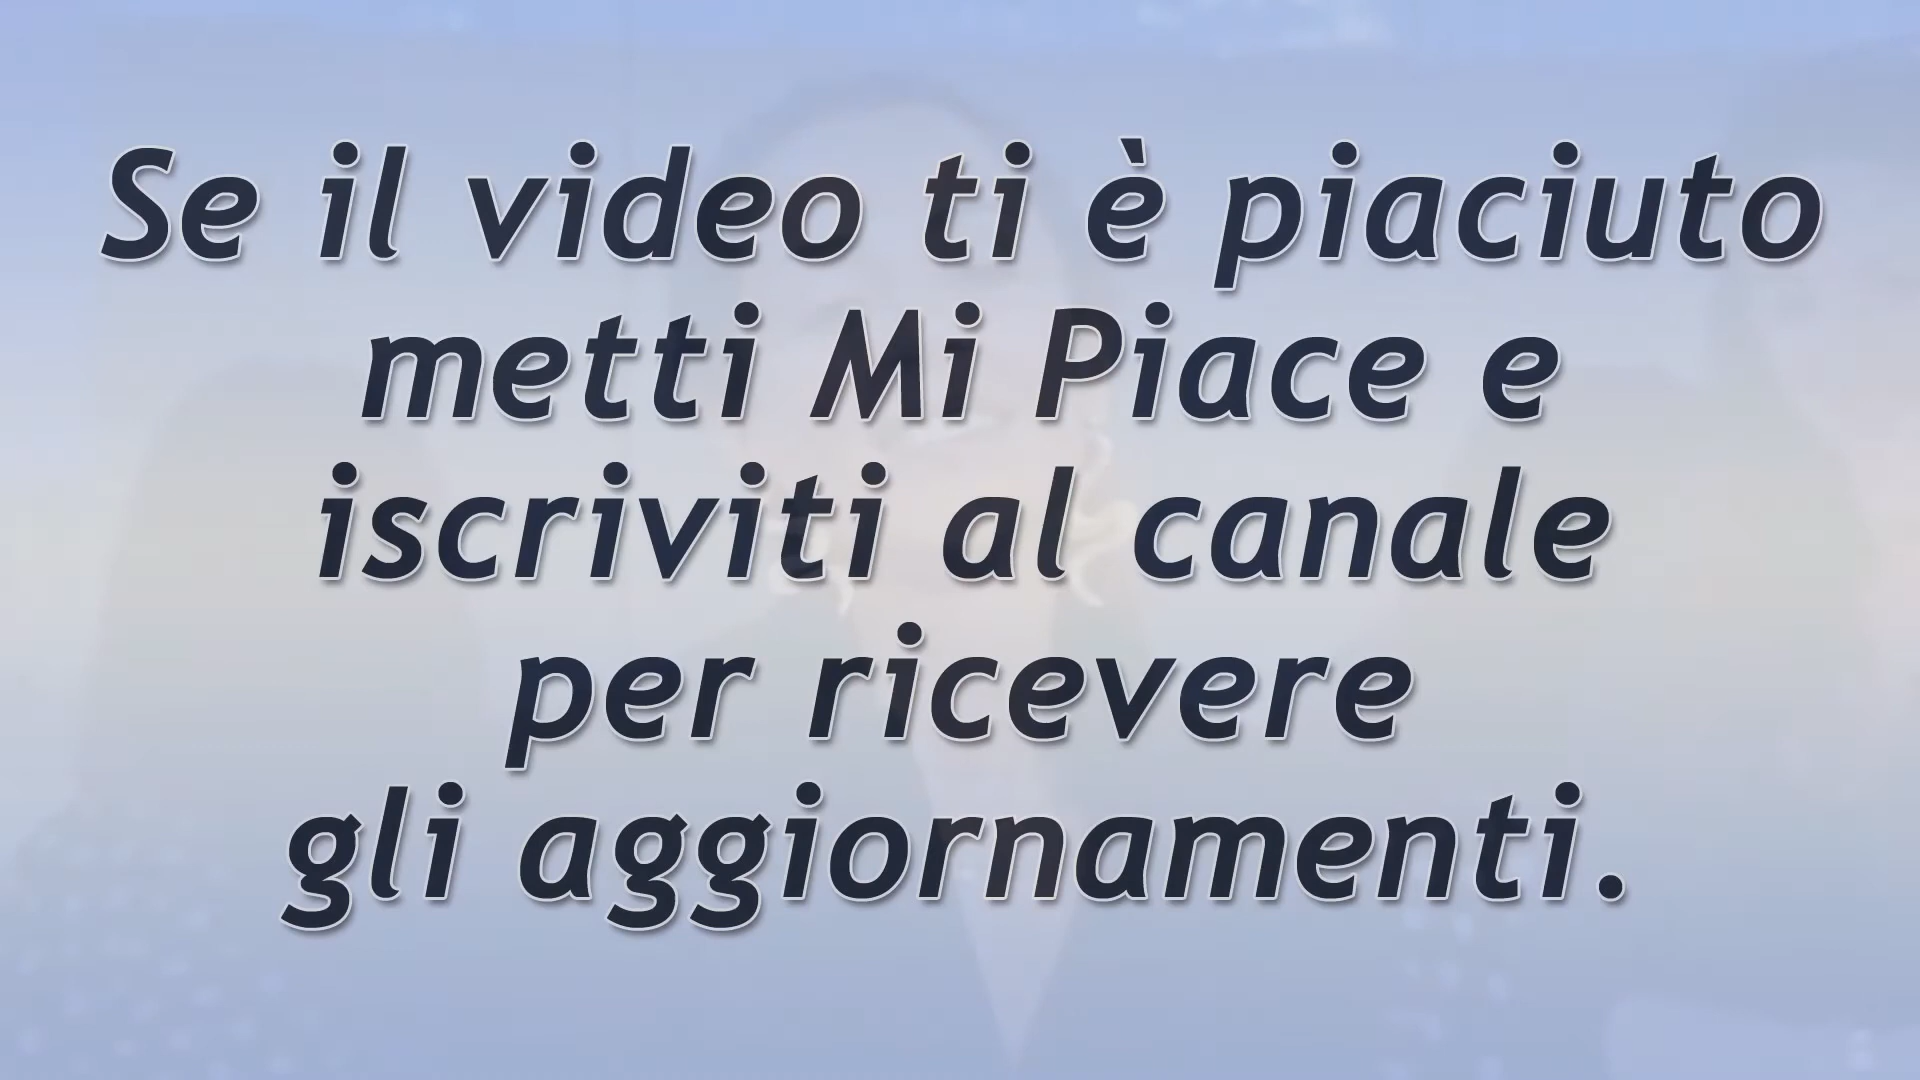 Se il video ti è piaciuto
metti Mi Piace e
iscriviti al canale
per ricevere
gli aggiornamenti.